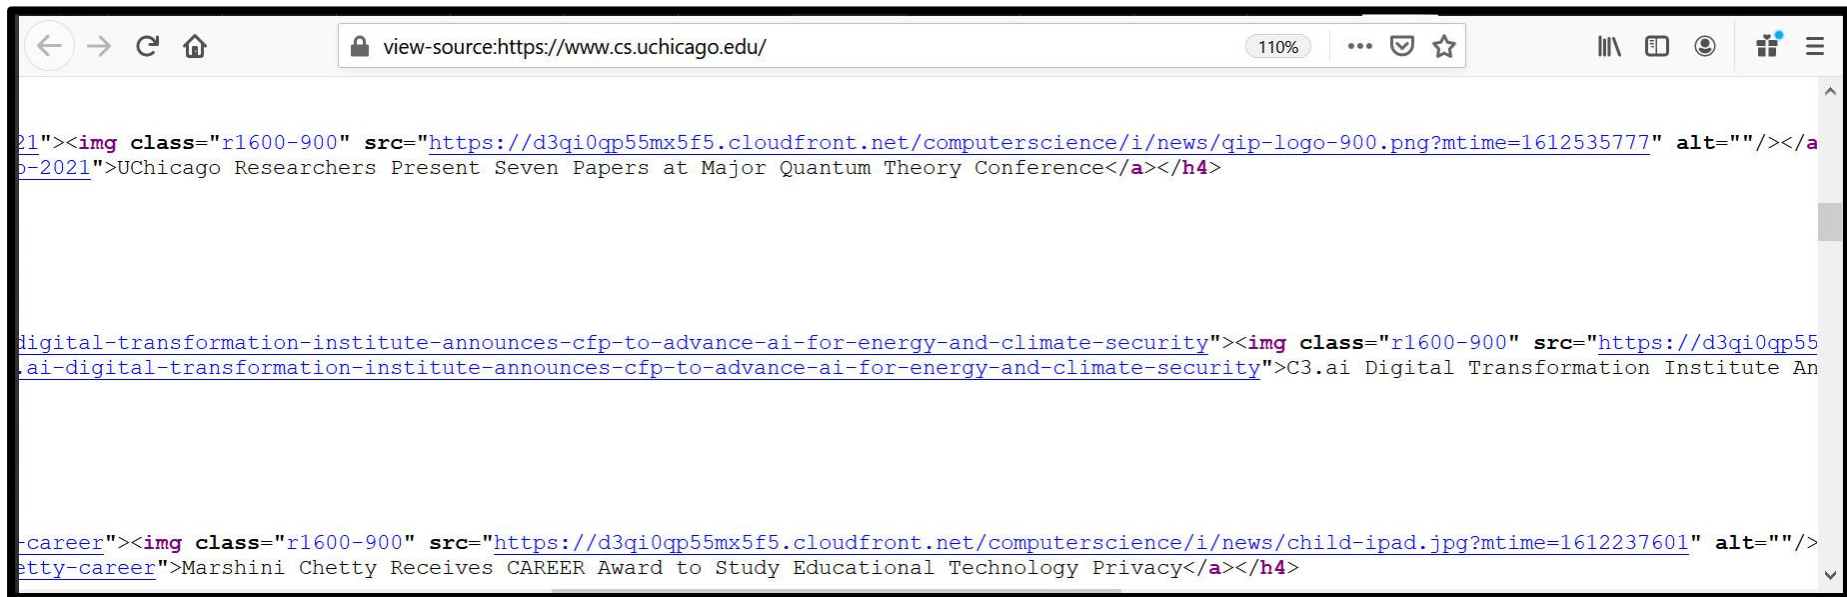 view-source:https://www.cs.uchicago.edu/ 110%
21"><img class="r1600-900" src="https://d3qi0qp55mx5f5.cloudfront.net/computerscience/i/news/qip-logo-900.png?mtime=1612535777" alt=""/></a
-2021">UChicago Researchers Present Seven Papers at Major Quantum Theory Conference</a></h4>
digital-transformation-institute-announces-cfp-to-advance-ai-for-energy-and-climate-security"><img class="r1600-900" src="https://d3qi0qp55
.ai-digital-transformation-institute-announces-cfp-to-advance-ai-for-energy-and-climate-security">C3.ai Digital Transformation Institute An
-career"><img class="r1600-900" src="https://d3qi0qp55mx5f5.cloudfront.net/computerscience/i/news/child-ipad.jpg?mtime=1612237601" alt=""/>
etty-career">Marshini Chetty Receives CAREER Award to Study Educational Technology Privacy</a></h4>